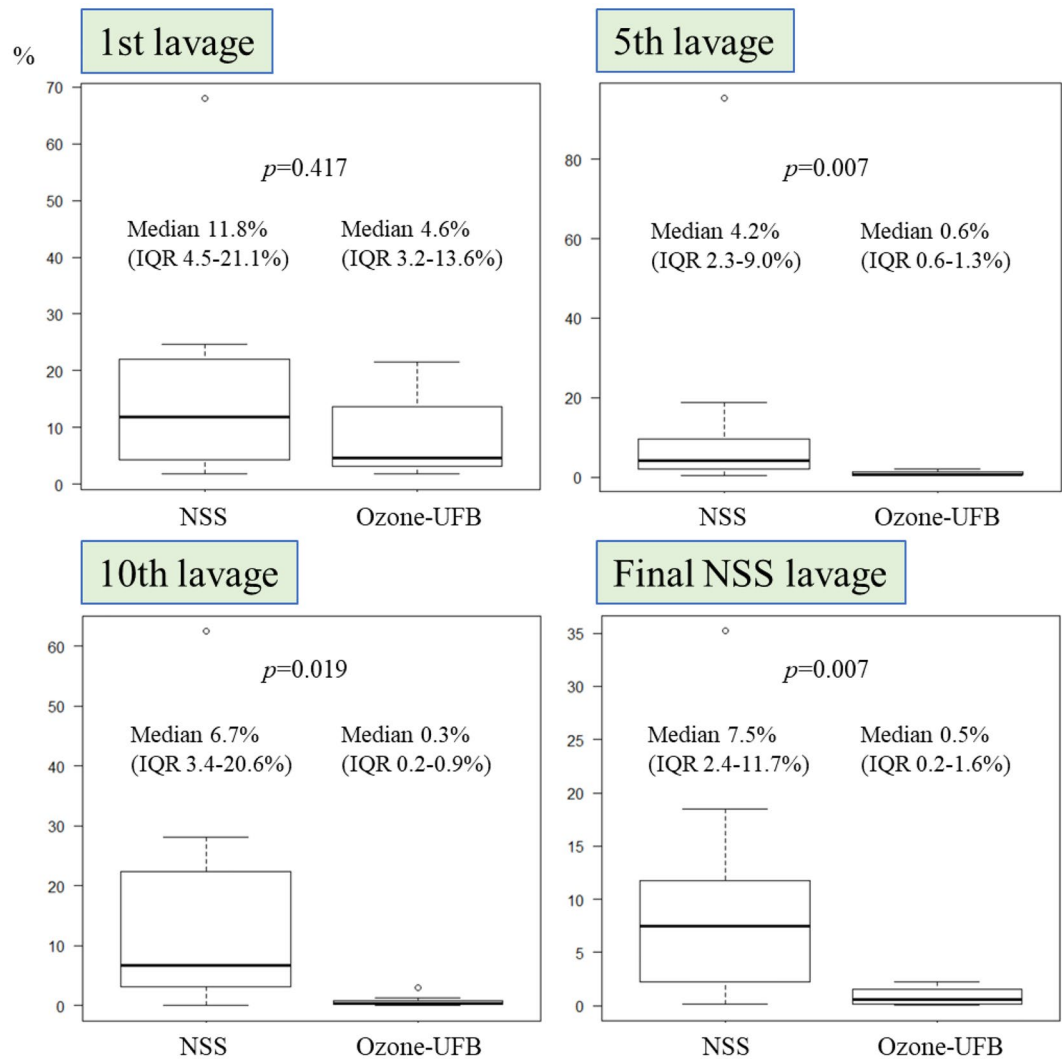 1st lavage
%
70
60
50
40
30
20
10
0
p=0.417
Median 11.8%
(IQR 4.5-21.1%)
Median 4.6%
(IQR 3.2-13.6%)
NSS
Ozone-UFB
5th lavage
80
60
40
20
0
p=0.007
Median 4.2%
(IQR 2.3-9.0%)
Median 0.6%
(IQR 0.6-1.3%)
NSS
Ozone-UFB
10th lavage
60
50
40
30
20
10
0
p=0.019
Median 6.7%
(IQR 3.4-20.6%)
Median 0.3%
(IQR 0.2-0.9%)
NSS
Ozone-UFB
Final NSS lavage
35
30
25
20
15
10
5
0
p=0.007
Median 7.5%
(IQR 2.4-11.7%)
Median 0.5%
(IQR 0.2-1.6%)
NSS
Ozone-UFB